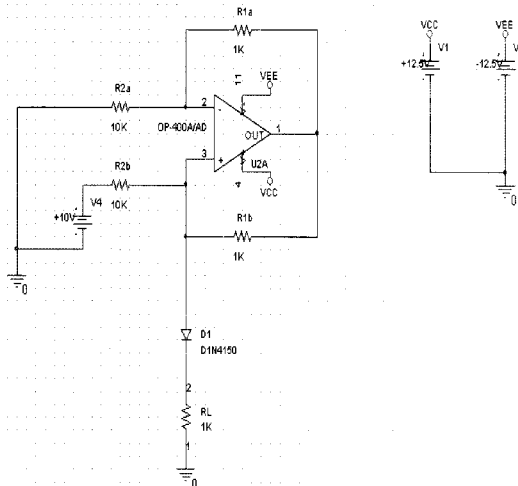 R1a
1K
R2a
10K
11
VEE
2
-
OP-400A/AD
OUT
1
3
+
U2A
4
VCC
R2b
10K
+10V
V4
R1b
1K
0
D1
D1N4150
2
RL
1K
1
0
VCC
V1
+12.5V
VEE
V
-12.5V
0